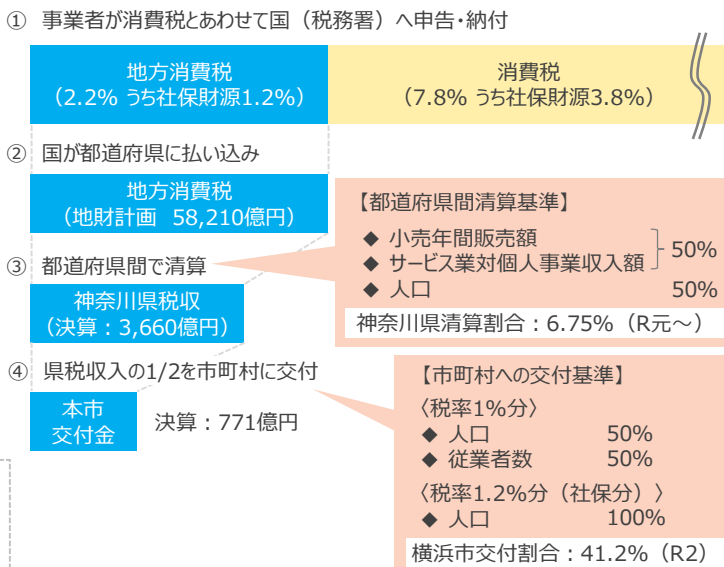 ① 事業者が消費税とあわせて国（税務署）へ申告・納付
地方消費税
（2.2% うち社保財源1.2%）
消費税
（7.8% うち社保財源3.8%）
② 国が都道府県に払い込み
地方消費税
（地財計画 58,210億円）
【都道府県間清算基準】
◆ 小売年間販売額
◆ サービス業対個人事業収入額
50%
◆ 人口 50%
神奈川県清算割合：6.75%（R元～）
③ 都道府県間で清算
神奈川県税収
（決算：3,660億円）
④ 県税収入の1/2を市町村に交付
本市
交付金
決算：771億円
【市町村への交付基準】
〈税率1%分〉
◆ 人口 50%
◆ 従業者数 50%
〈税率1.2%分（社保分）〉
◆ 人口 100%
横浜市交付割合：41.2%（R2）